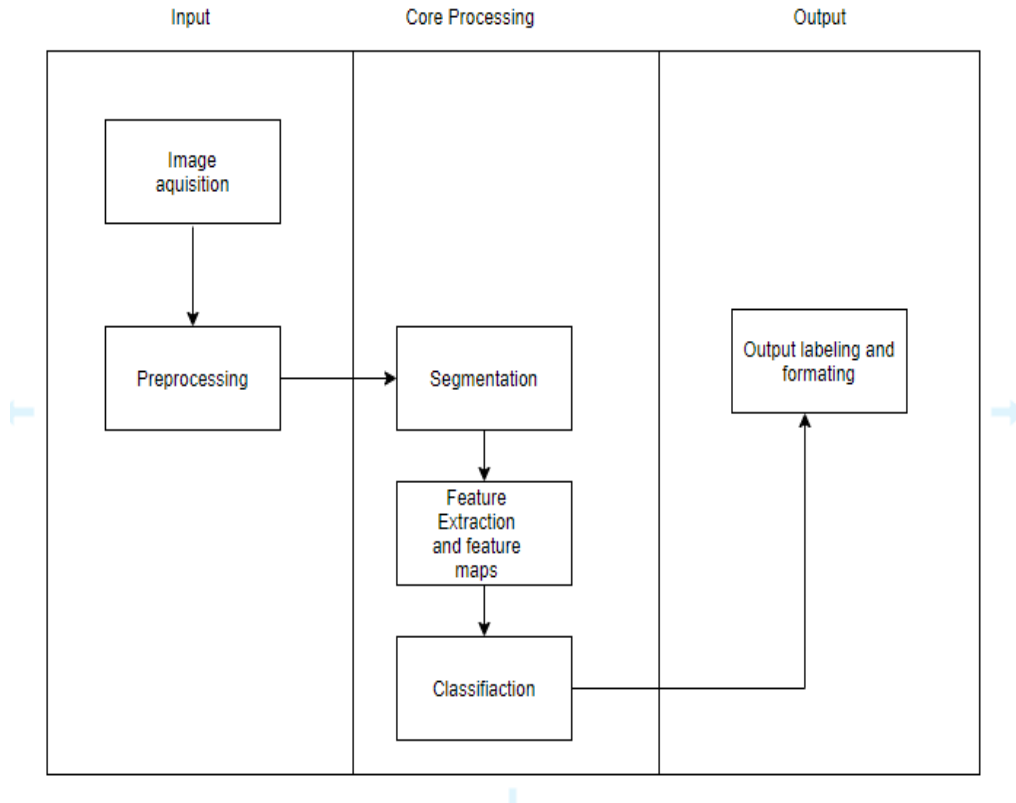 Input
Core Processing
Output
Image
aquisition
Preprocessing
Segmentation
Feature
Extraction
and feature
maps
Classifiaction
Output labeling and
formating